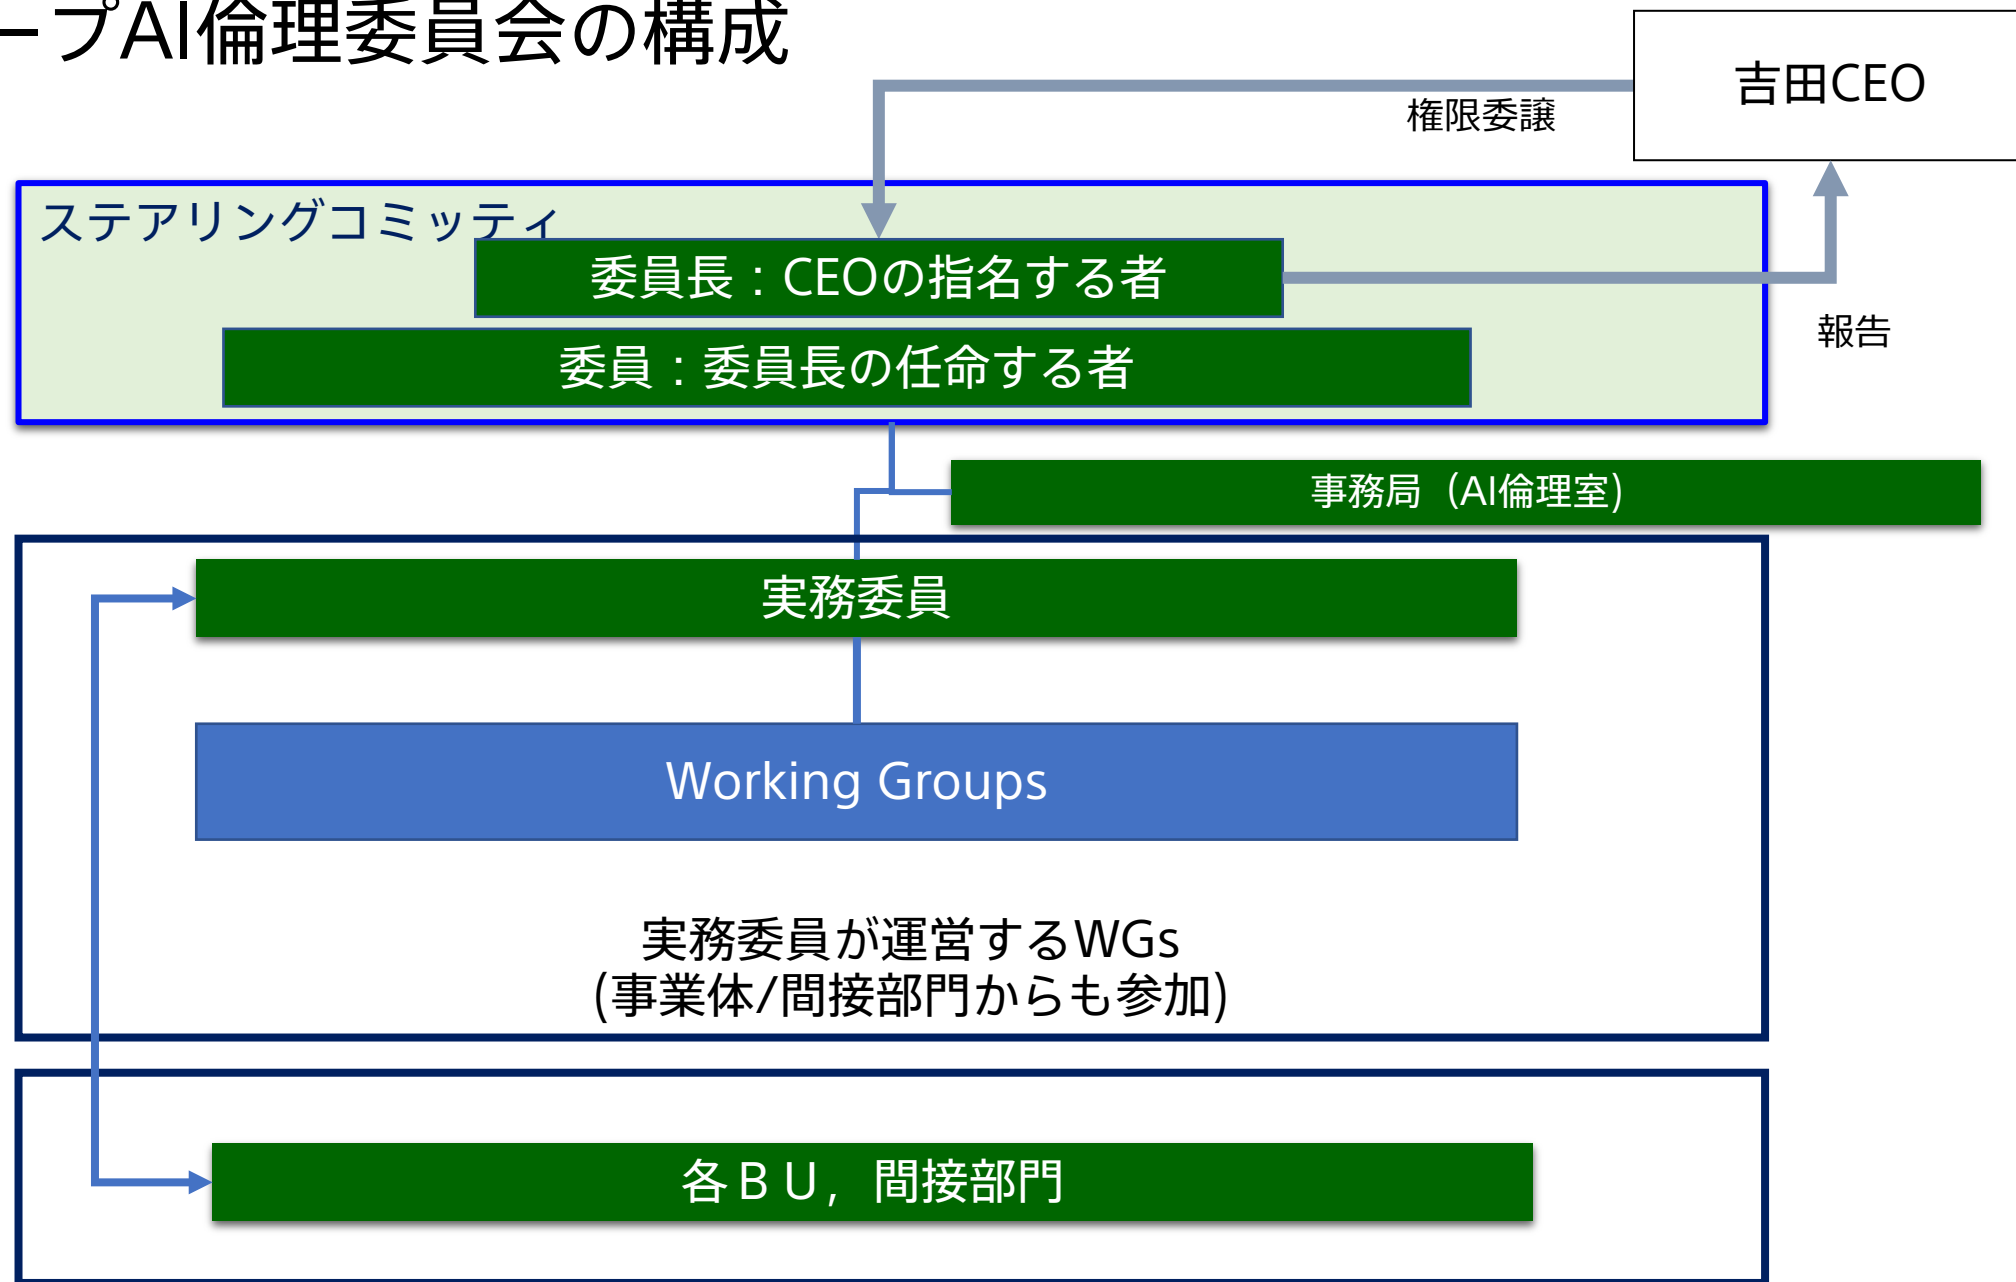 ープAI倫理委員会の構成
吉田CEO
権限委譲
ステアリングコミッティ
委員長：CEOの指名する者
報告
委員：委員長の任命する者
事務局（AI倫理室)
実務委員
Working Groups
実務委員が運営するWGs
(事業体/間接部門からも参加)
各ＢＵ，間接部門